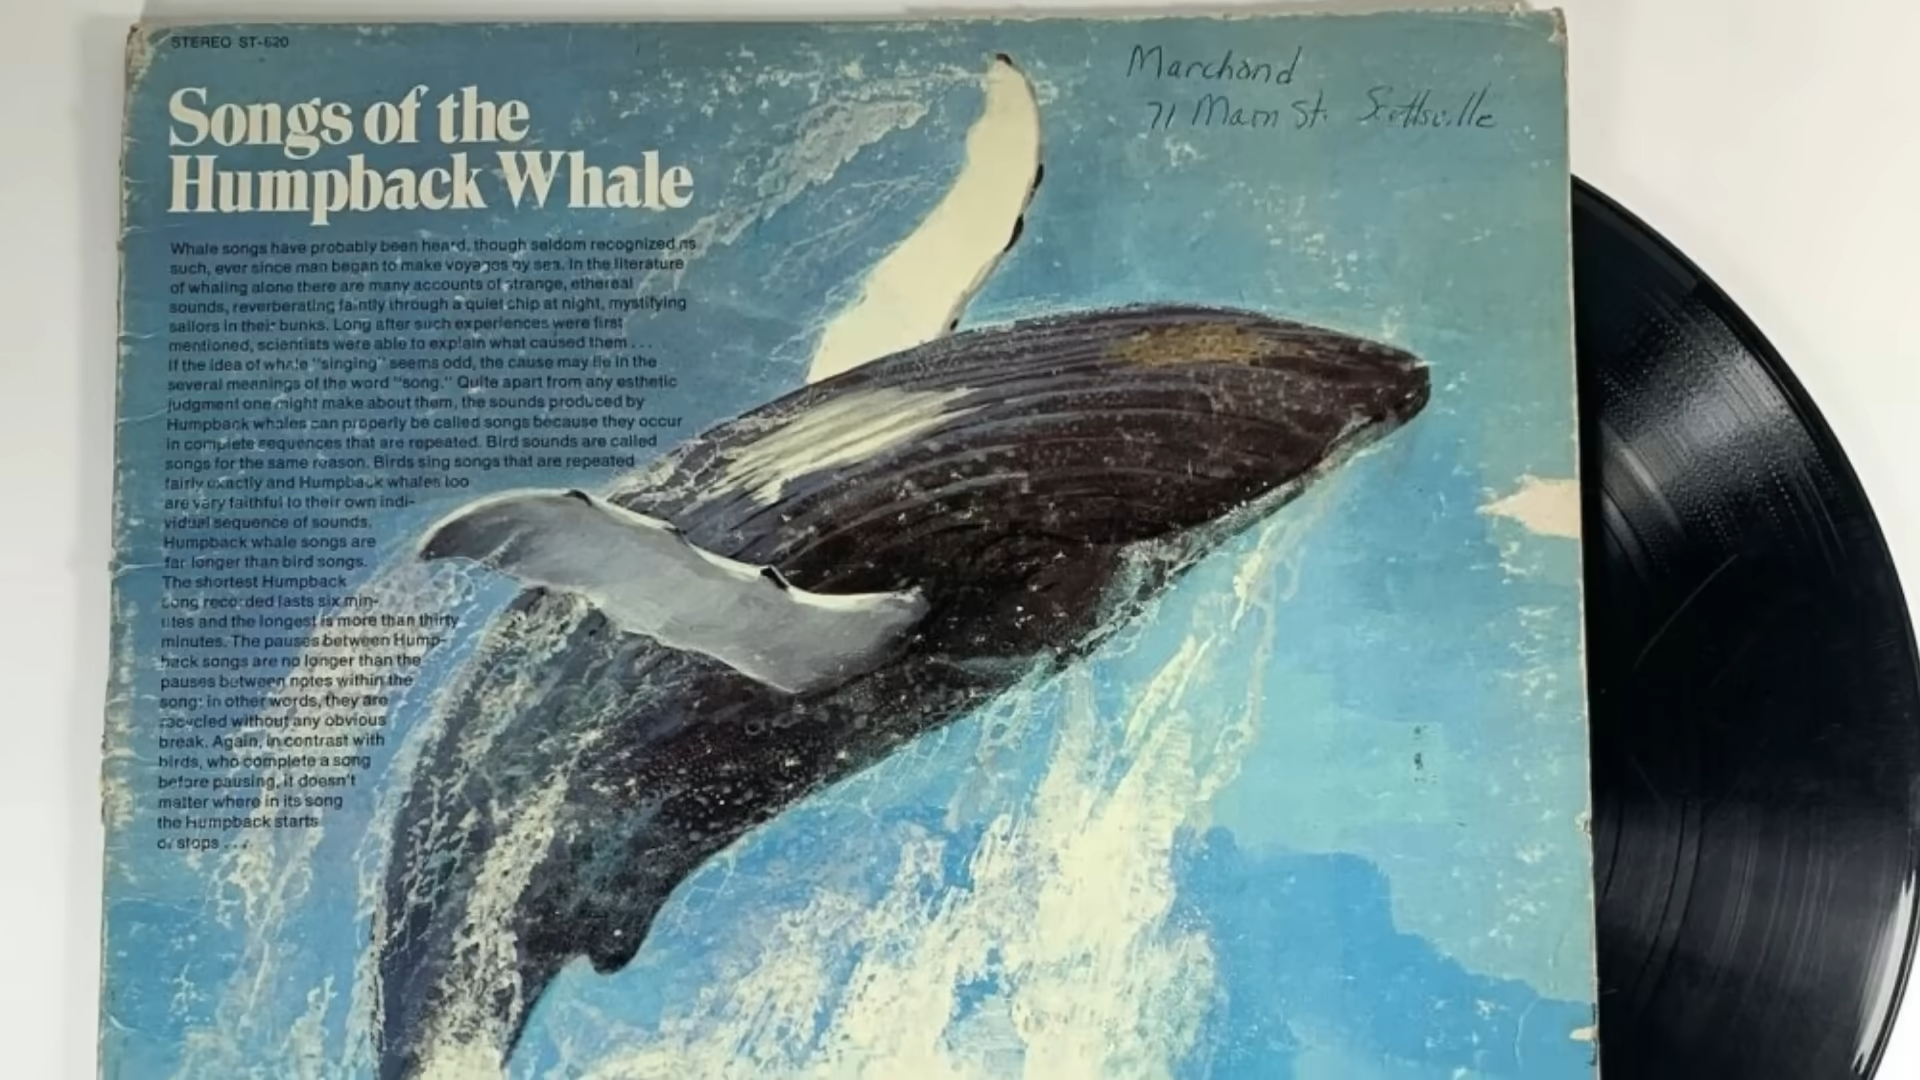 STEREO ST-620
Marchand
71 Main St. Scottsville
Songs of the
Humpback Whale
Whale songs have probably been heard, though seldom recognized as
such, ever since man began to make voyages by sea. In the literature
of whaling alone there are many accounts of strange, ethereal
sounds, reverberating faintly through a quiet ship at night, mystifying
sailors in their bunks. Long after such experiences were first
mentioned, scientists were able to explain what caused them . . .
If the idea of whale "singing" seems odd, the cause may lie in the
several meanings of the word "song." Quite apart from any esthetic
judgment one might make about them, the sounds produced by
Humpback whales can properly be called songs because they occur
in complete sequences that are repeated. Bird sounds are called
songs for the same reason. Birds sing songs that are repeated
fairly exactly and Humpback whales too
are very faithful to their own indi-
vidual sequence of sounds.
Humpback whale songs are
far longer than bird songs.
The shortest Humpback
song recorded lasts six min-
utes and the longest is more than thirty
minutes. The pauses between Hump-
back songs are no longer than the
pauses between notes within the
song; in other words, they are
recycled without any obvious
break. Again, in contrast with
birds, who complete a song
before pausing, it doesn't
matter where in its song
the Humpback starts
or stops . . .